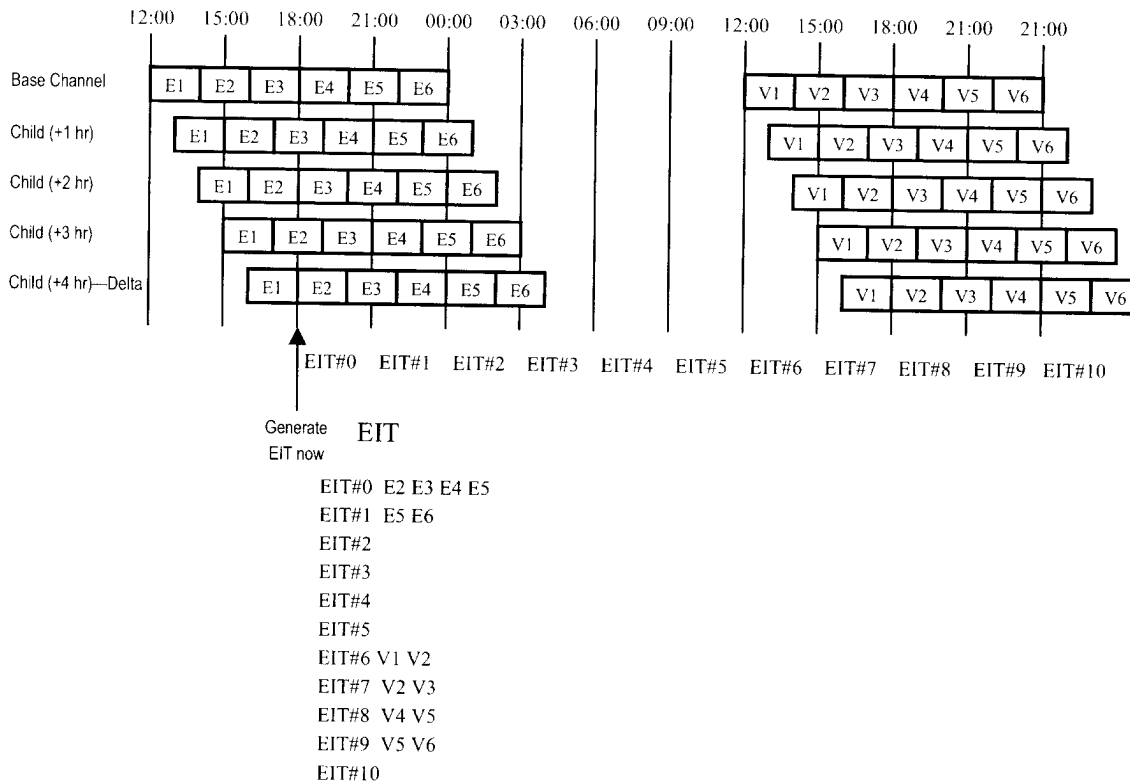 12:00 15:00 18:00 21:00 00:00 03:00 06:00 09:00 12:00 15:00 18:00 21:00
Base Channel E1 E2 E3 E4 E5 E6 V1 V2 V3 V4 V5 V6
Child (+1 hr) E1 E2 E3 E4 E5 E6 V1 V2 V3 V4 V5 V6
Child (+2 hr) E1 E2 E3 E4 E5 E6 V1 V2 V3 V4 V5 V6
Child (+3 hr) E1 E2 E3 E4 E5 E6 V1 V2 V3 V4 V5 V6
Child (+4 hr)—Delta E1 E2 E3 E4 E5 E6 V1 V2 V3 V4 V5 V6
EIT#0 EIT#1 EIT#2 EIT#3 EIT#4 EIT#5 EIT#6 EIT#7 EIT#8 EIT#9 EIT#10
Generate
EIT now
EIT
EIT#0 E2 E3 E4 E5
EIT#1 E5 E6
EIT#2
EIT#3
EIT#4
EIT#5
EIT#6 V1 V2
EIT#7 V2 V3
EIT#8 V4 V5
EIT#9 V5 V6
EIT#10